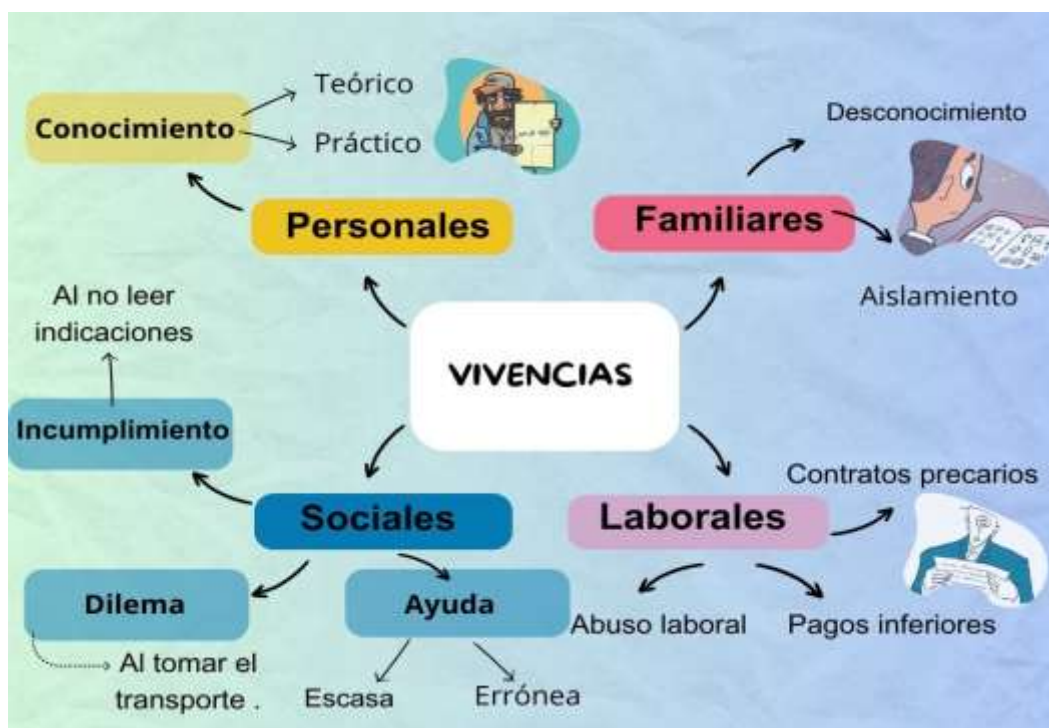 VIVENCIAS
Personales
Conocimiento
Teórico
Práctico
Familiares
Desconocimiento
Aislamiento
Sociales
Incumplimiento
Al no leer
indicaciones
Dilema
Al tomar el
transporte .
Ayuda
Escasa
Errónea
Laborales
Contratos precarios
Abuso laboral
Pagos inferiores